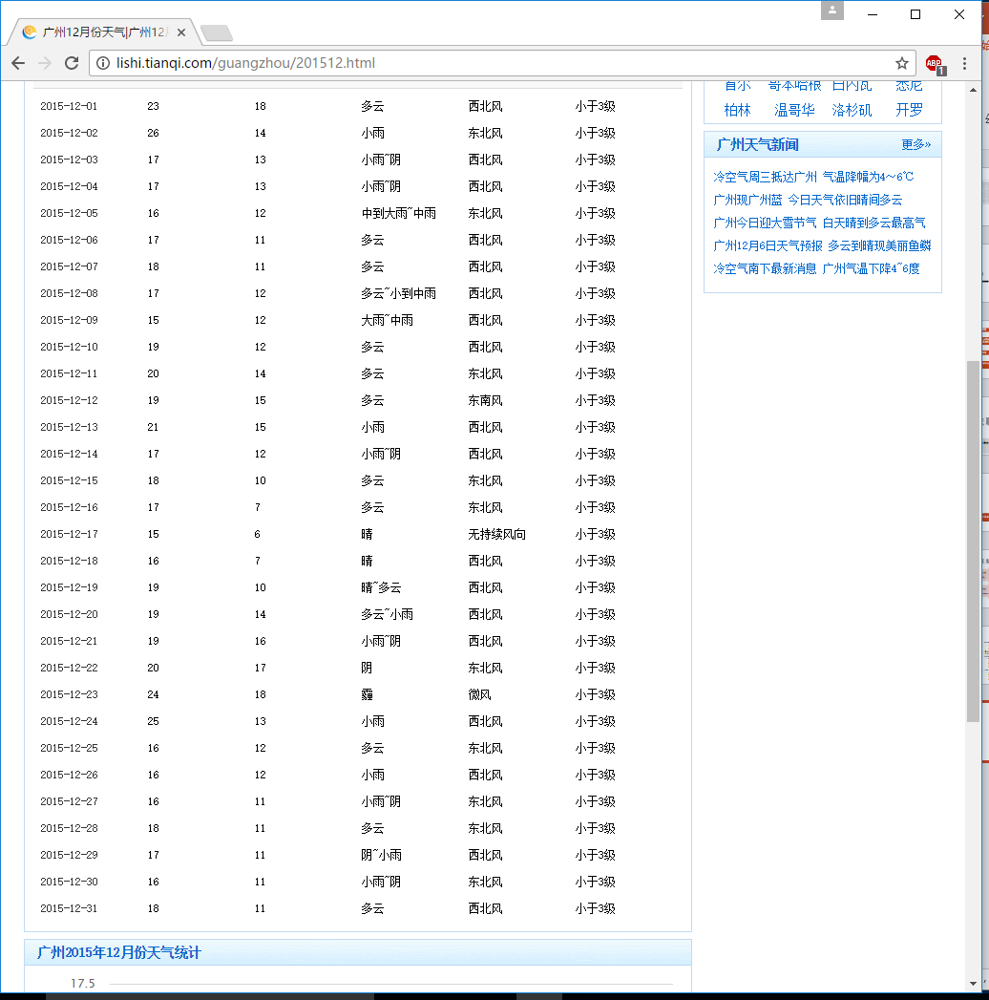 广州12月份天气|广州12
lishi.tianqi.com/guangzhou/201512.html
ABP
1
2015-12-01 23 18 多云 西北风 小于3级
2015-12-02 26 14 小雨 东北风 小于3级
2015-12-03 17 13 小雨~阴 西北风 小于3级
2015-12-04 17 13 小雨~阴 西北风 小于3级
2015-12-05 16 12 中到大雨~中雨 东北风 小于3级
2015-12-06 17 11 多云 西北风 小于3级
2015-12-07 18 11 多云 西北风 小于3级
2015-12-08 17 12 多云~小到中雨 西北风 小于3级
2015-12-09 15 12 大雨~中雨 西北风 小于3级
2015-12-10 19 12 多云 西北风 小于3级
2015-12-11 20 14 多云 东北风 小于3级
2015-12-12 19 15 多云 东南风 小于3级
2015-12-13 21 15 小雨 西北风 小于3级
2015-12-14 17 12 小雨~阴 西北风 小于3级
2015-12-15 18 10 多云 东北风 小于3级
2015-12-16 17 7 多云 东北风 小于3级
2015-12-17 15 6 晴 无持续风向 小于3级
2015-12-18 16 7 晴 西北风 小于3级
2015-12-19 19 10 晴~多云 西北风 小于3级
2015-12-20 19 14 多云~小雨 西北风 小于3级
2015-12-21 19 16 小雨~阴 西北风 小于3级
2015-12-22 20 17 阴 东北风 小于3级
2015-12-23 24 18 霾 微风 小于3级
2015-12-24 25 13 小雨 西北风 小于3级
2015-12-25 16 12 多云 东北风 小于3级
2015-12-26 16 12 小雨 西北风 小于3级
2015-12-27 16 11 小雨~阴 东北风 小于3级
2015-12-28 18 11 多云 东北风 小于3级
2015-12-29 17 11 阴~小雨 西北风 小于3级
2015-12-30 16 11 小雨~阴 东北风 小于3级
2015-12-31 18 11 多云 西北风 小于3级
广州2015年12月份天气统计
17.5
首尔 哥本哈根 日内瓦 悉尼
柏林 温哥华 洛杉矶 开罗
广州天气新闻 更多»
冷空气周三抵达广州 气温降幅为4～6℃
广州现广州蓝 今日天气依旧晴间多云
广州今日迎大雪节气 白天晴到多云最高气
广州12月6日天气预报 多云到晴现美丽鱼鳞
冷空气南下最新消息 广州气温下降4~6度